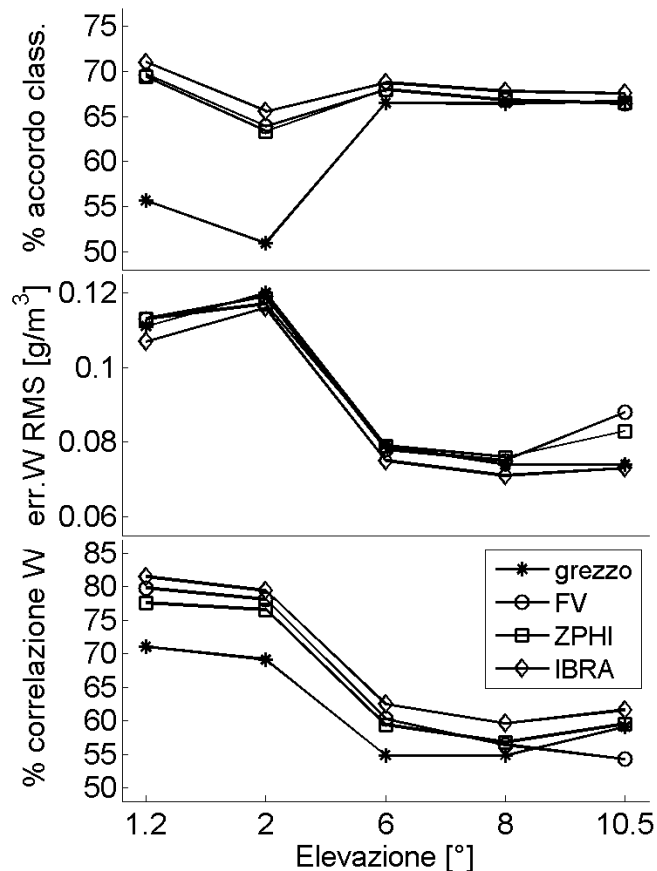 % accordo class.
75
70
65
60
55
50
err.W RMS [g/m³]
0.12
0.1
0.08
0.06
% correlazione W
85
80
75
70
65
60
55
50
grezzo
FV
ZPHI
IBRA
1.2 2 6 8 10.5
Elevazione [°]